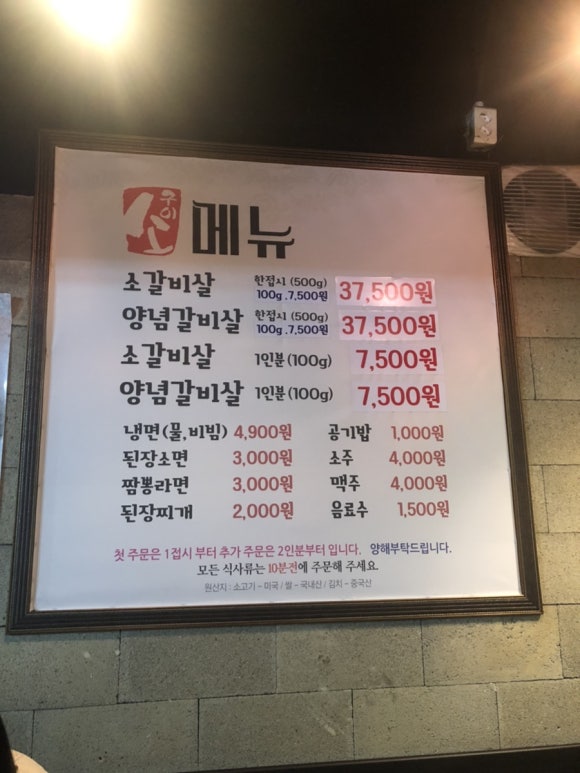 구이 소 메뉴
소갈비살 한접시 (500g) 100g .7,500원 37,500원
양념갈비살 한접시 (500g) 100g .7,500원 37,500원
소갈비살 1인분 (100g) 7,500원
양념갈비살 1인분 (100g) 7,500원
냉면(물,비빔) 4,900원 공기밥 1,000원
된장소면 3,000원 소주 4,000원
짬뽕라면 3,000원 맥주 4,000원
된장찌개 2,000원 음료수 1,500원
첫 주문은 1접시 부터 추가 주문은 2인분부터 입니다. 양해부탁드립니다.
모든 식사류는 10분전에 주문해 주세요.
원산지 : 소고기 - 미국 / 쌀 - 국내산 / 김치 - 중국산